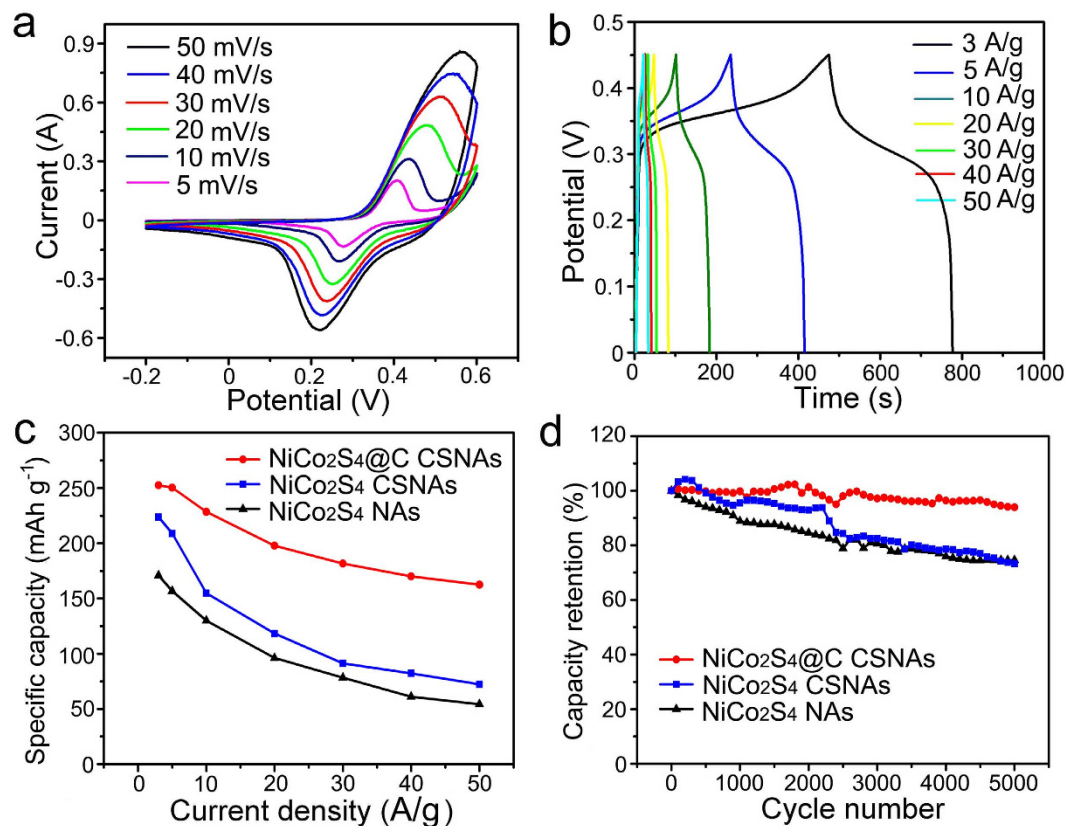 a
50 mV/s
40 mV/s
30 mV/s
20 mV/s
10 mV/s
5 mV/s
0.9
0.6
0.3
0
-0.3
-0.6
Current (A)
-0.2
0
0.2
0.4
0.6
Potential (V)
b
3 A/g
5 A/g
10 A/g
20 A/g
30 A/g
40 A/g
50 A/g
0.5
0.4
0.3
0.2
0.1
0
Potential (V)
0
200
400
600
800
1000
Time (s)
c
NiCo2S4@C CSNAs
NiCo2S4 CSNAs
NiCo2S4 NAs
300
250
200
150
100
50
0
Specific capacity (mAh g-1)
0
10
20
30
40
50
Current density (A/g)
d
120
100
80
60
40
20
0
Capacity retention (%)
NiCo2S4@C CSNAs
NiCo2S4 CSNAs
NiCo2S4 NAs
0
1000
2000
3000
4000
5000
Cycle number